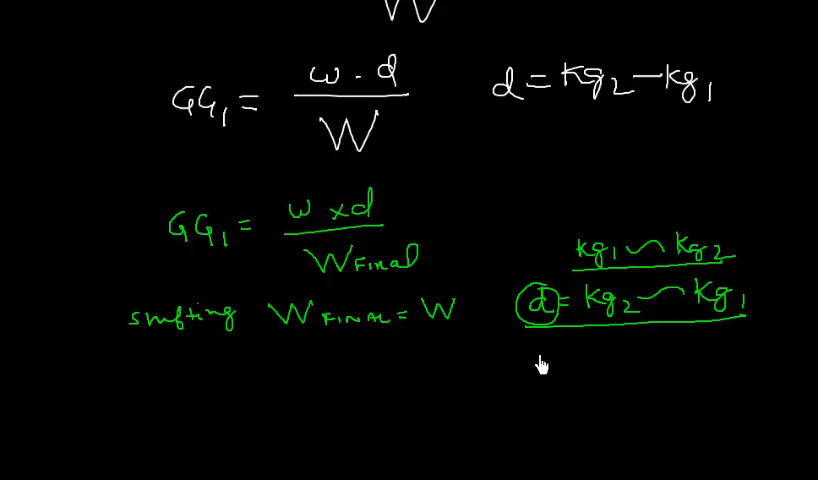 W
GG₁ = w . d / W d = Kg₂ — Kg₁
GG₁ = w × d / W Final
Kg₁ ~ Kg₂
d = Kg₂ ~ Kg₁
shifting W FINAL = W